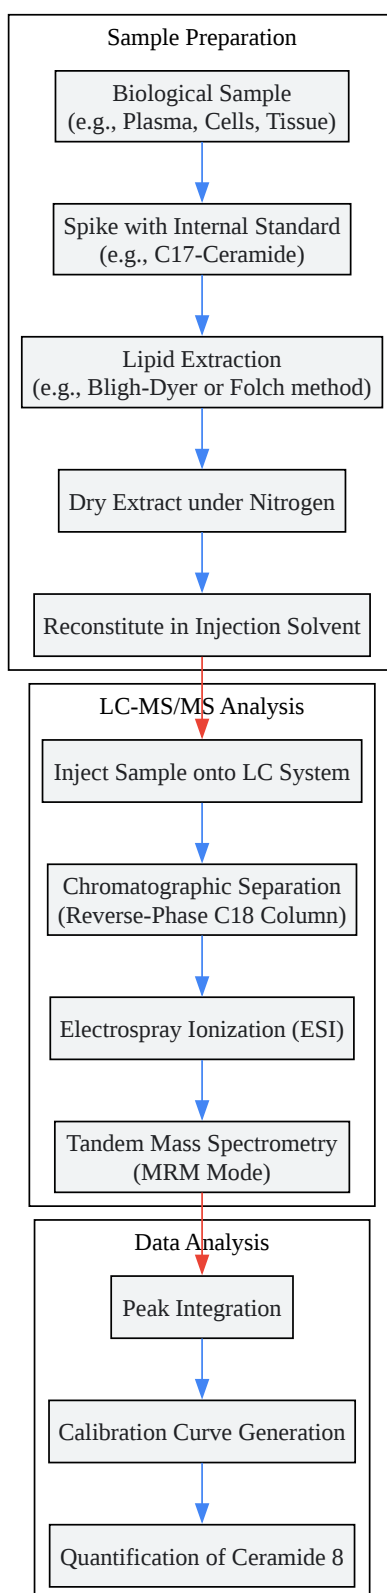 Sample Preparation
Biological Sample
(e.g., Plasma, Cells, Tissue)
Spike with Internal Standard
(e.g., C17-Ceramide)
Lipid Extraction
(e.g., Bligh-Dyer or Folch method)
Dry Extract under Nitrogen
Reconstitute in Injection Solvent
LC-MS/MS Analysis
Inject Sample onto LC System
Chromatographic Separation
(Reverse-Phase C18 Column)
Electrospray Ionization (ESI)
Tandem Mass Spectrometry
(MRM Mode)
Data Analysis
Peak Integration
Calibration Curve Generation
Quantification of Ceramide 8